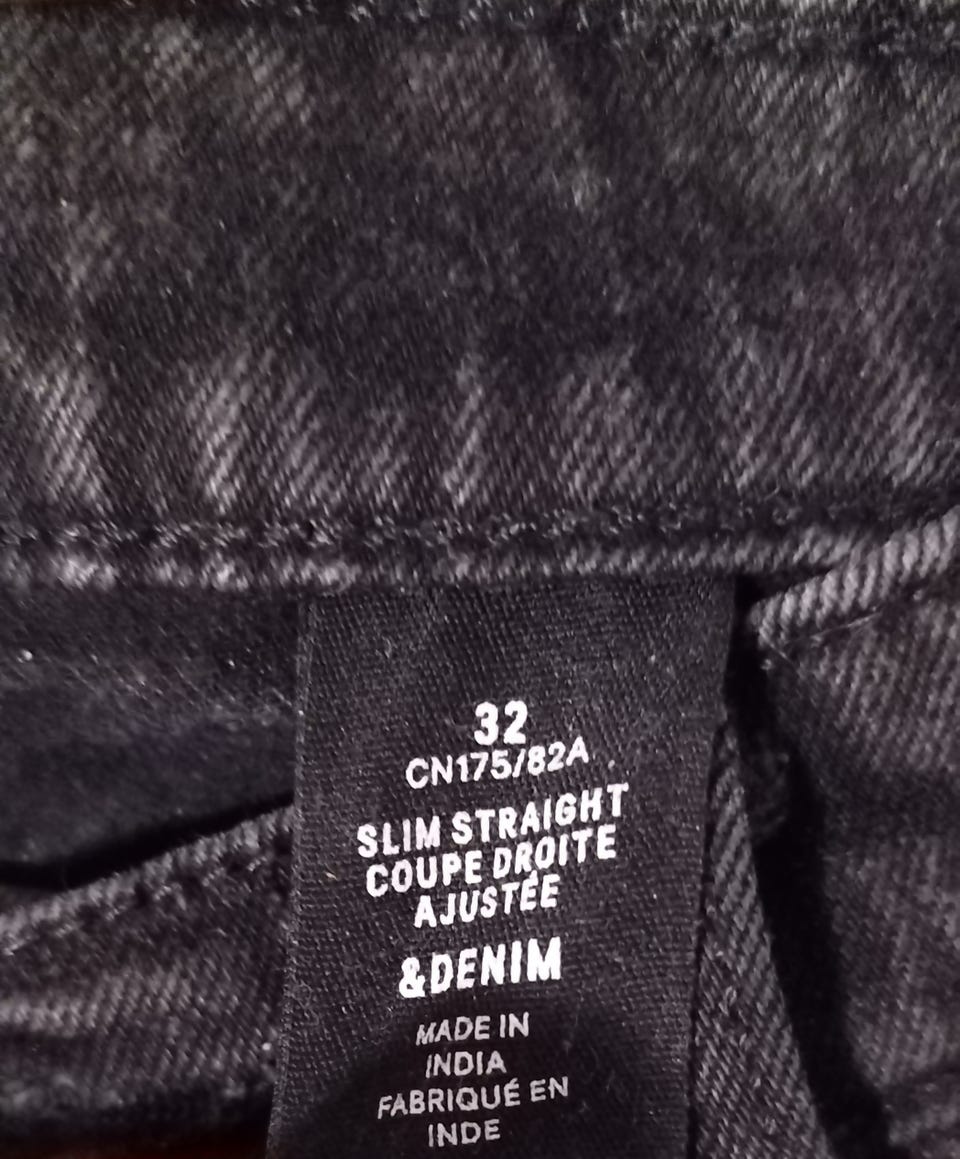 32
CN175/82A
SLIM STRAIGHT
COUPE DROITE
AJUSTÉE
&DENIM
MADE IN
INDIA
FABRIQUÉ EN
INDE